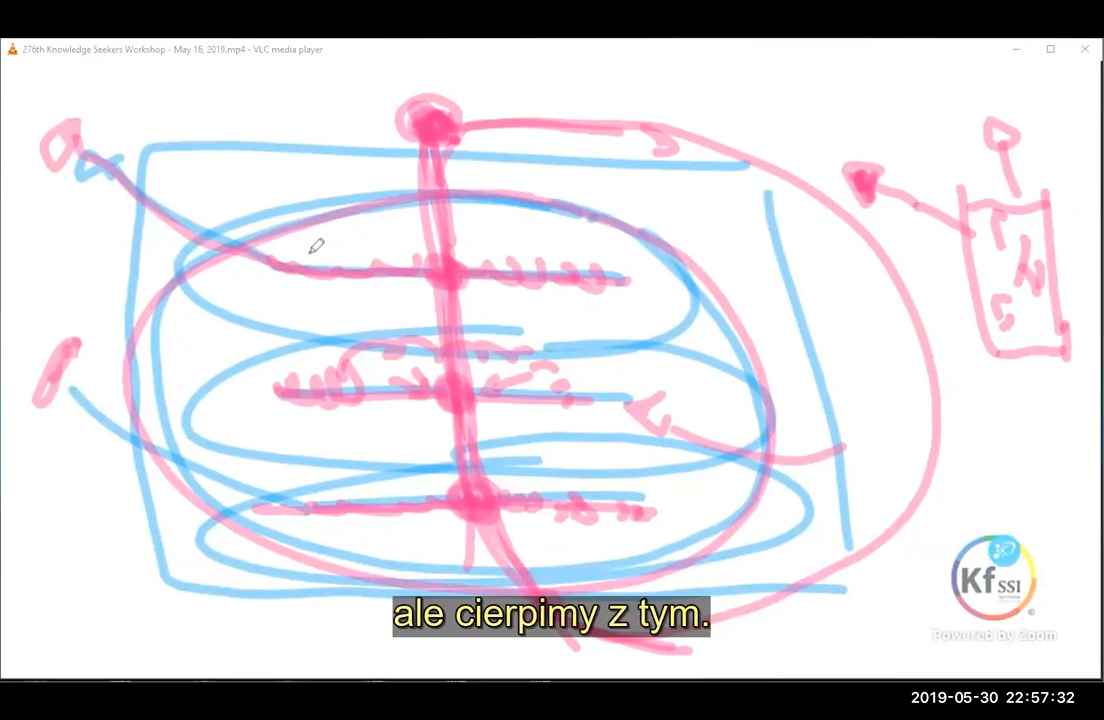 276th Knowledge Seekers Workshop - May 16, 2019.mp4 - VLC media player
Kf SSI
Powered by Zoom
ale cierpimy z tym.
2019-05-30 22:57:32